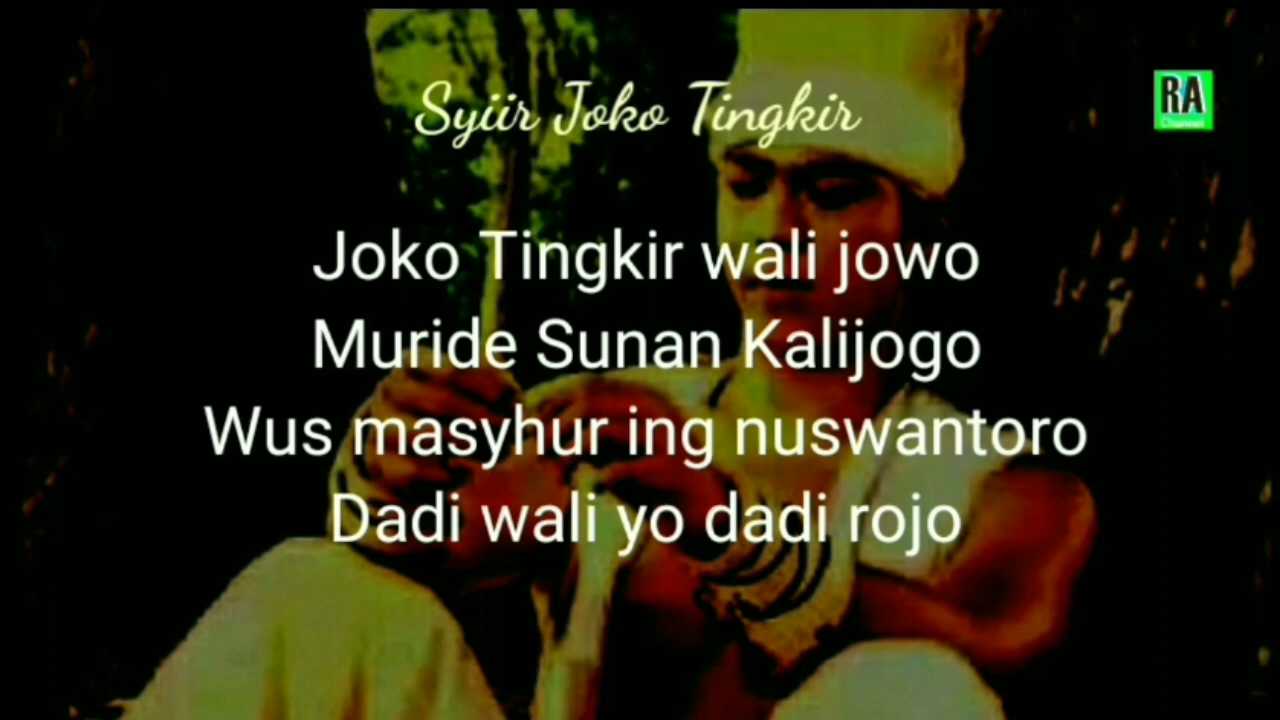 Syiir Joko Tingkir
RA
Channel
Joko Tingkir wali jowo
Muride Sunan Kalijogo
Wus masyhur ing nuswantoro
Dadi wali yo dadi rojo